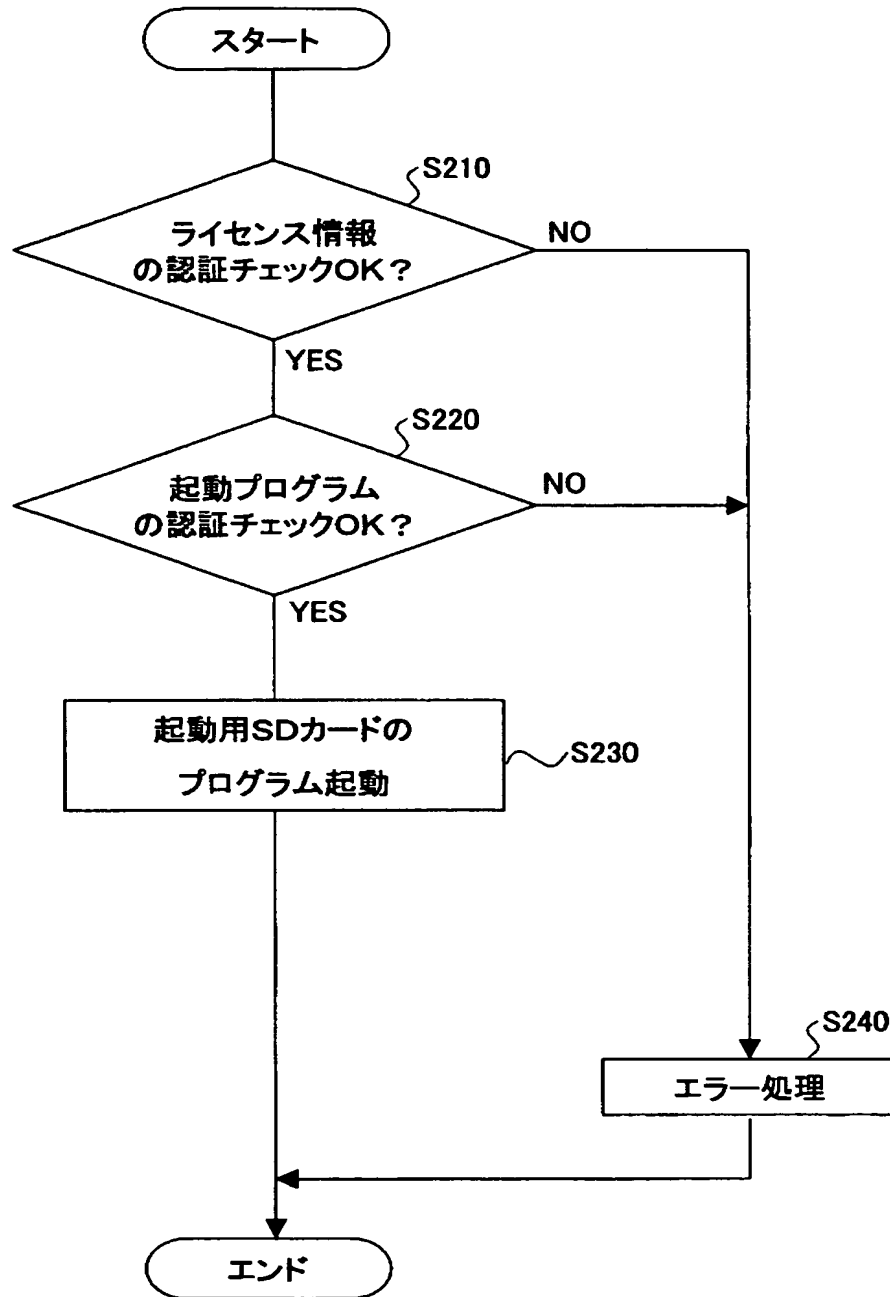 スタート
S210
ライセンス情報
の認証チェックOK？
NO
YES
S220
起動プログラム
の認証チェックOK？
NO
YES
起動用SDカードの
プログラム起動
S230
S240
エラー処理
エンド